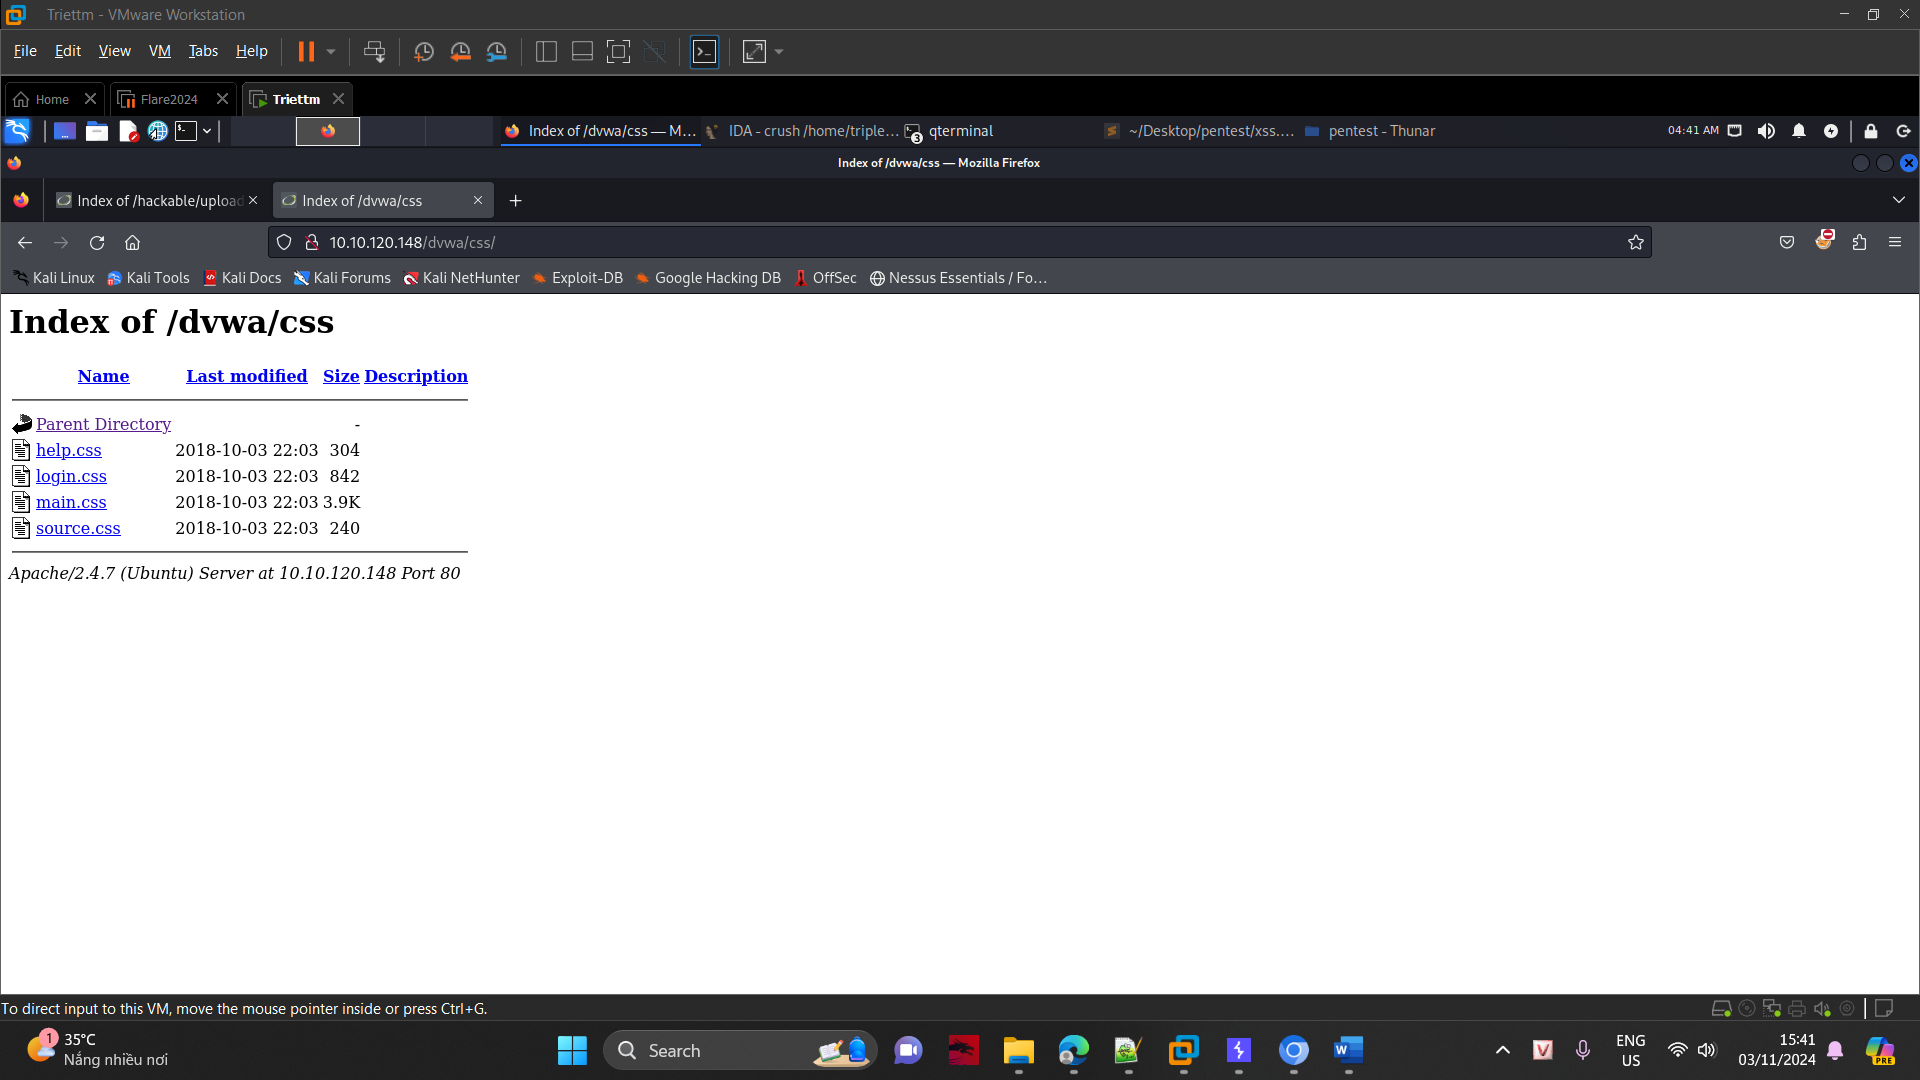 Triettm - VMware Workstation
File Edit View VM Tabs Help
Home Flare2024 Triettm
Index of /dvwa/css — M... IDA - crush /home/triple... 3 qterminal ~/Desktop/pentest/xss.... pentest - Thunar 04:41 AM
Index of /dvwa/css — Mozilla Firefox
Index of /hackable/upload Index of /dvwa/css
10.10.120.148/dvwa/css/
Kali Linux Kali Tools Kali Docs Kali Forums Kali NetHunter Exploit-DB Google Hacking DB OffSec Nessus Essentials / Fo...
Index of /dvwa/css
Name Last modified Size Description
Parent Directory -
help.css 2018-10-03 22:03 304
login.css 2018-10-03 22:03 842
main.css 2018-10-03 22:03 3.9K
source.css 2018-10-03 22:03 240
Apache/2.4.7 (Ubuntu) Server at 10.10.120.148 Port 80
To direct input to this VM, move the mouse pointer inside or press Ctrl+G.
1 35°C
Nắng nhiều nơi
Search
ENG
US
15:41
03/11/2024
PRE